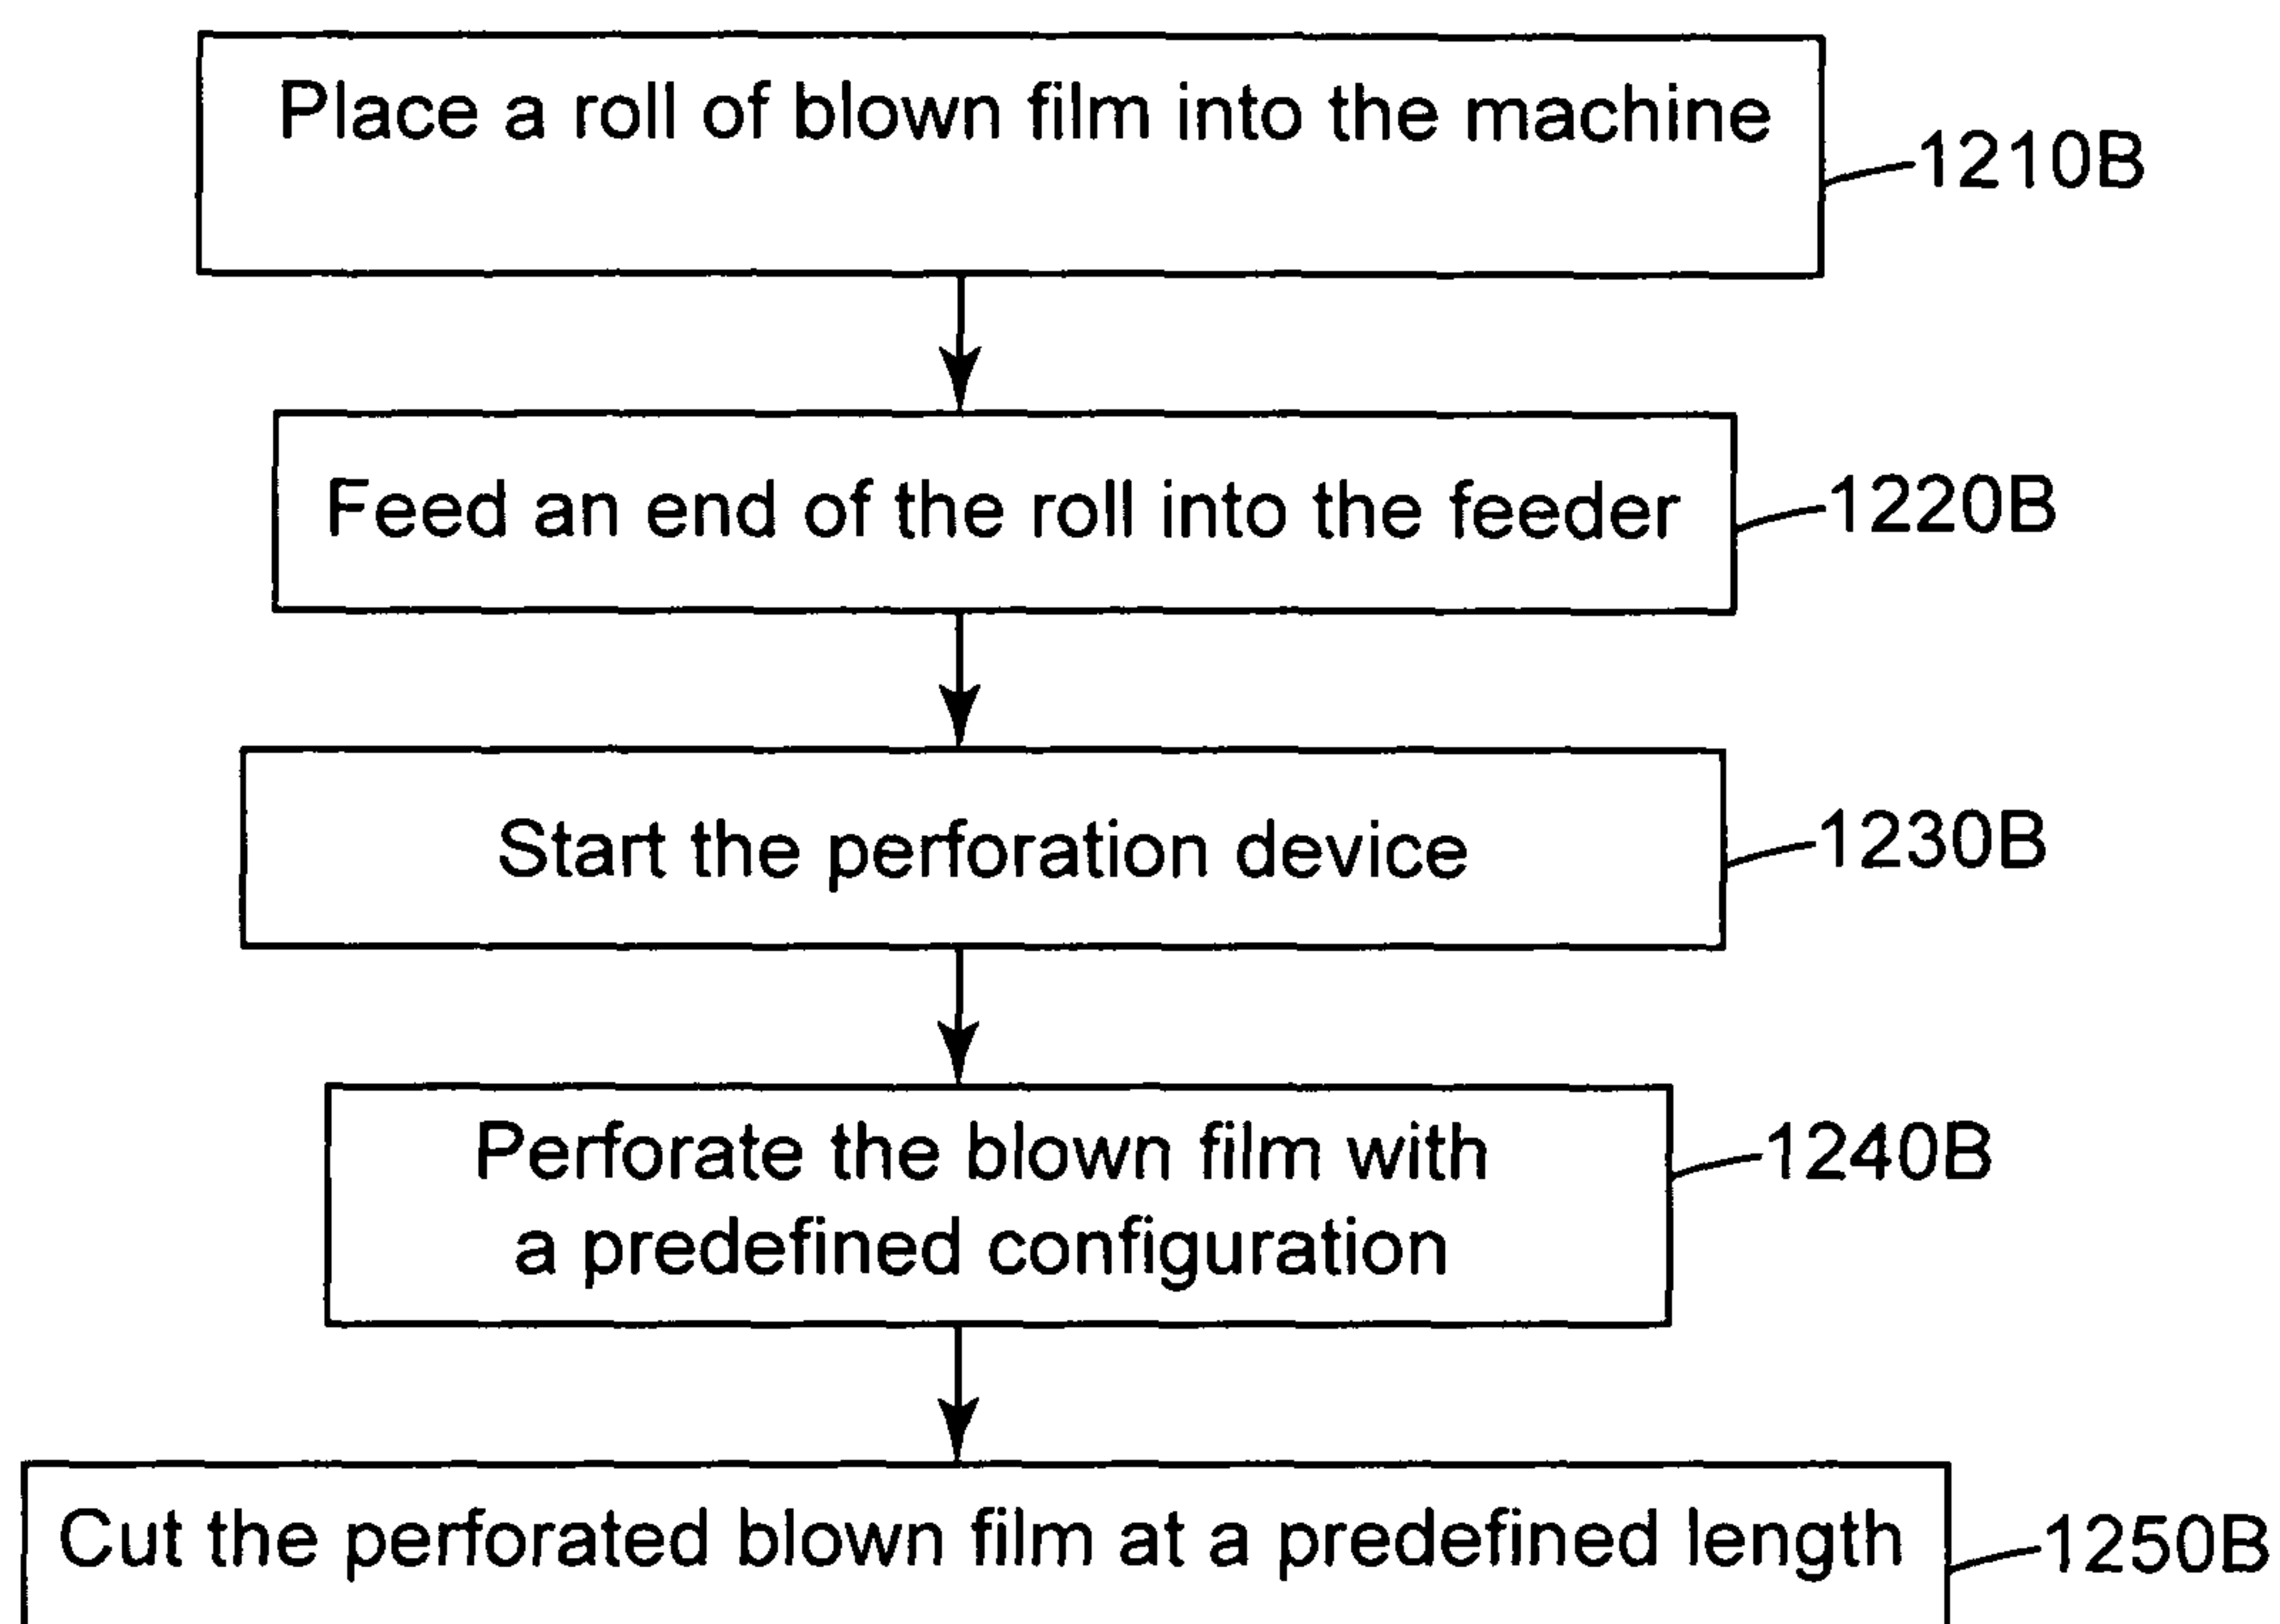 Place a roll of blown film into the machine
1210B
Feed an end of the roll into the feeder
1220B
Start the perforation device
1230B
Perforate the blown film with
a predefined configuration
1240B
Cut the perforated blown film at a predefined length
1250B